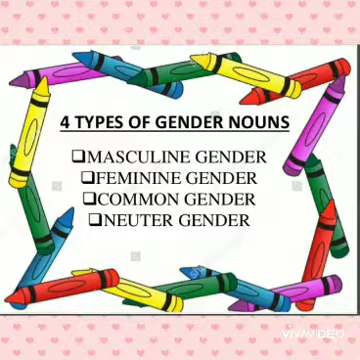 4 TYPES OF GENDER NOUNS
❑MASCULINE GENDER
❑FEMININE GENDER
❑COMMON GENDER
❑NEUTER GENDER
VIVAVIDEO